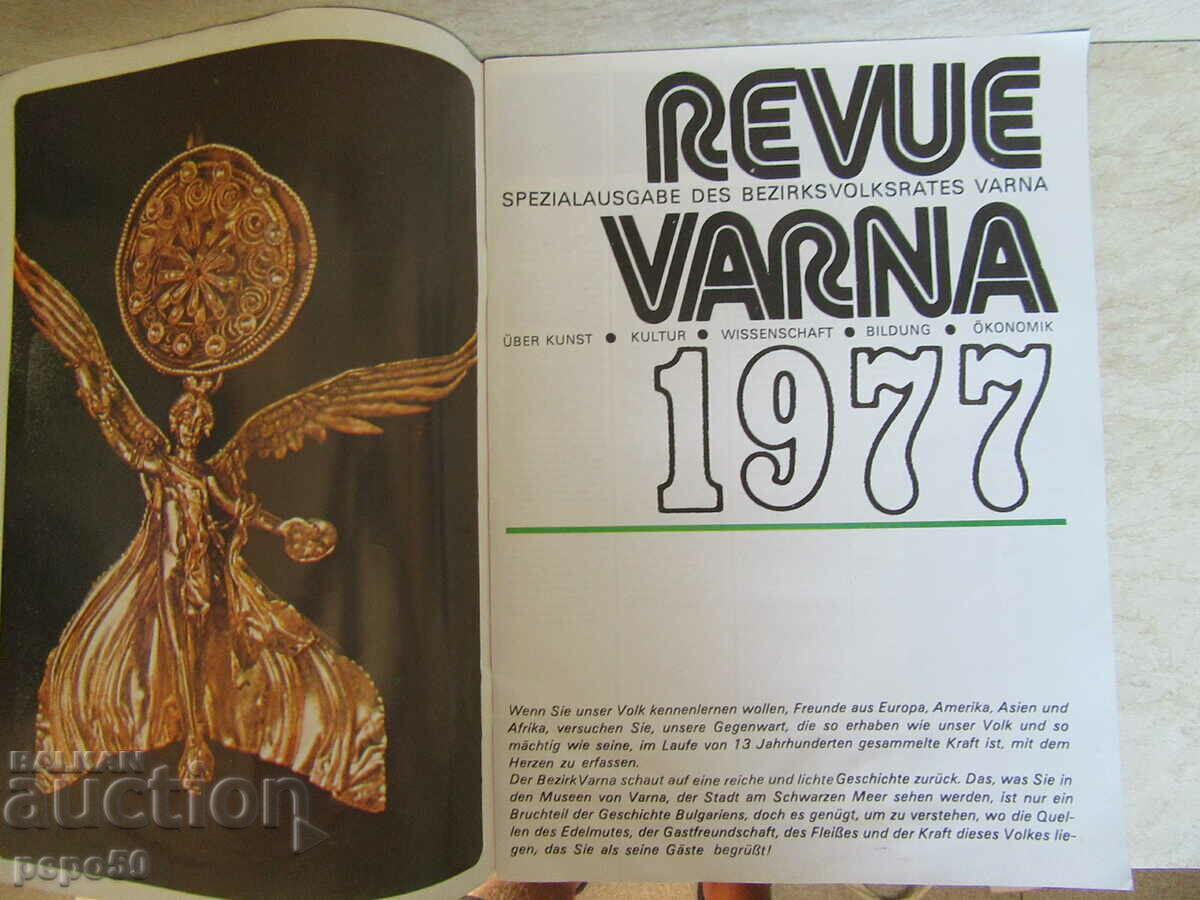 REVUE
SPEZIALAUSGABE DES BEZIRKSVOLKSRATES VARNA
VARNA
ÜBER KUNST ● KULTUR ● WISSENSCHAFT ● BILDUNG ● ÖKONOMIK
1977
Wenn Sie unser Volk kennenlernen wollen, Freunde aus Europa, Amerika, Asien und
Afrika, versuchen Sie, unsere Gegenwart, die so erhaben wie unser Volk und so
mächtig wie seine, im Laufe von 13 Jahrhunderten gesammelte Kraft ist, mit dem
Herzen zu erfassen.
Der Bezirk Varna schaut auf eine reiche und lichte Geschichte zurück. Das, was Sie in
den Museen von Varna, der Stadt am Schwarzen Meer sehen werden, ist nur ein
Bruchteil der Geschichte Bulgariens, doch es genügt, um zu verstehen, wo die Quel-
len des Edelmutes, der Gastfreundschaft, des Fleißes und der Kraft dieses Volkes lie-
gen, das Sie als seine Gäste begrüßt!
BALKAN
auction
pepo59